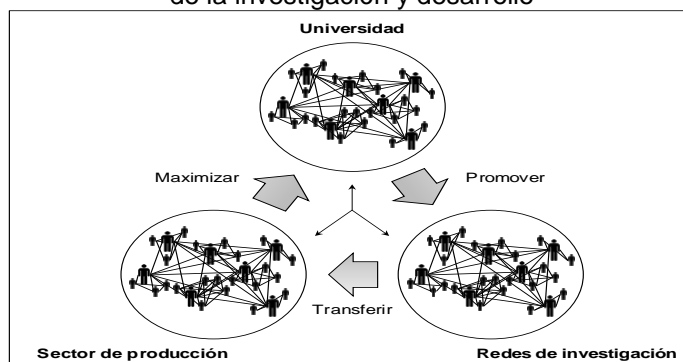 de la investigación y desarrollo
Universidad
Maximizar
Promover
Transferir
Sector de producción
Redes de investigación